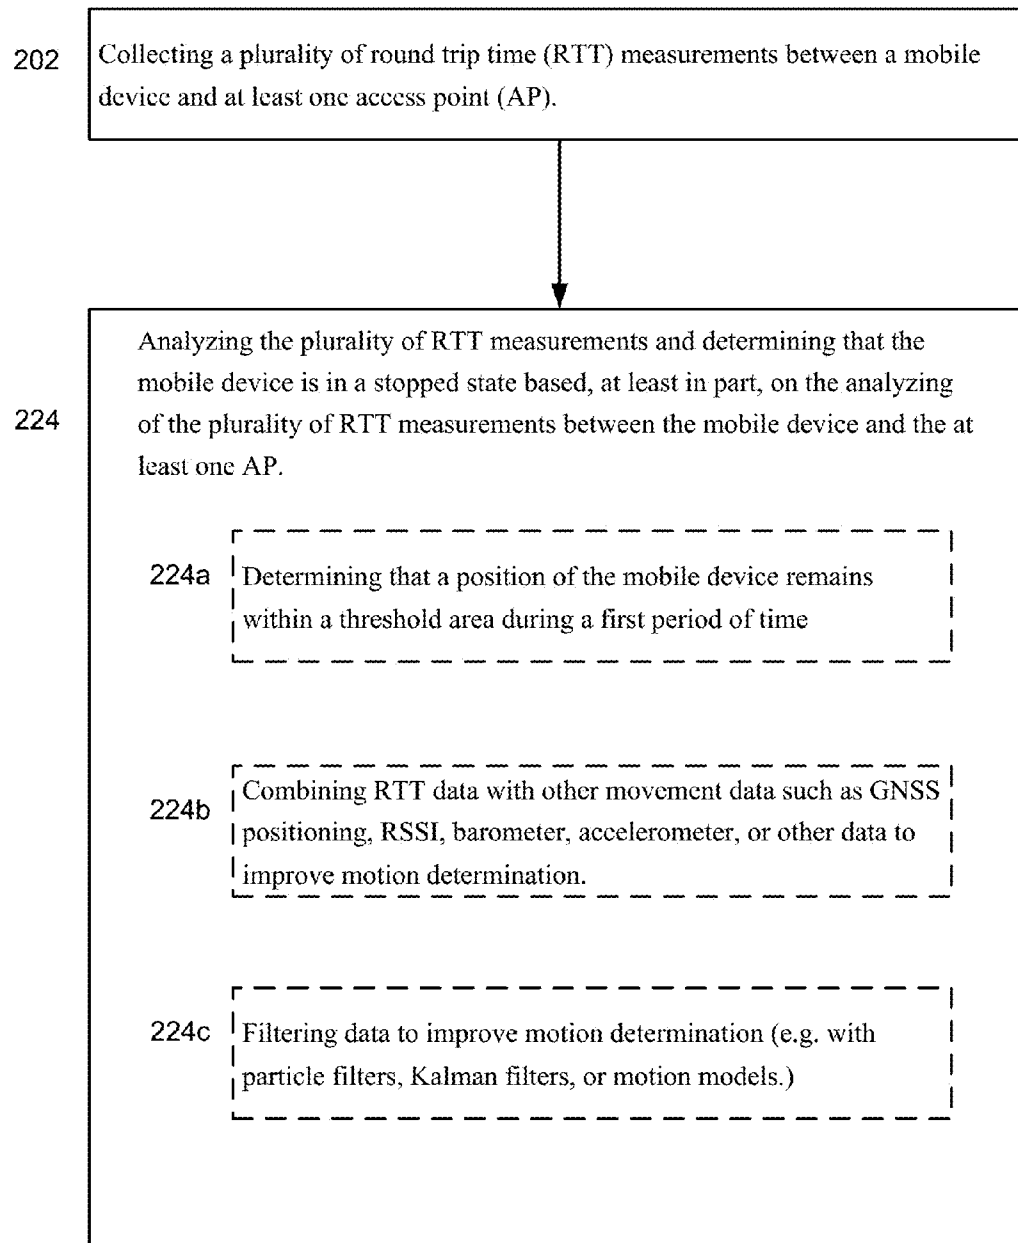 202
Collecting a plurality of round trip time (RTT) measurements between a mobile
device and at least one access point (AP).
Analyzing the plurality of RTT measurements and determining that the
mobile device is in a stopped state based, at least in part, on the analyzing
224
of the plurality of RTT measurements between the mobile device and the at
least one AP.
224a
Determining that a position of the mobile device remains
within a threshold area during a first period of time
224b
Combining RTT data with other movement data such as GNSS
positioning, RSSI, barometer, accelerometer, or other data to
improve motion determination.
224c
Filtering data to improve motion determination (e.g. with
particle filters, Kalman filters, or motion models.)